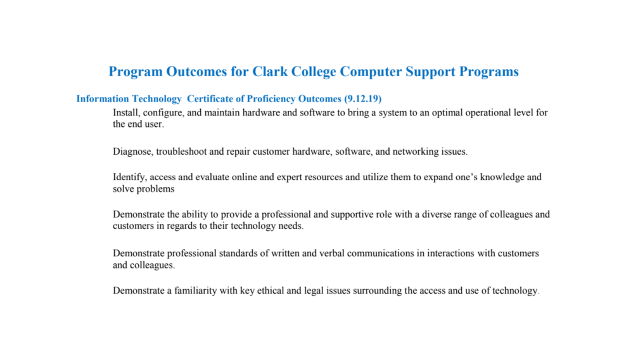 Program Outcomes for Clark College Computer Support Programs
Information Technology  Certificate of Proficiency Outcomes (9.12.19)
Install, configure, and maintain hardware and software to bring a system to an optimal operational level for
the end user.
Diagnose, troubleshoot and repair customer hardware, software, and networking issues.
Identify, access and evaluate online and expert resources and utilize them to expand one’s knowledge and
solve problems
Demonstrate the ability to provide a professional and supportive role with a diverse range of colleagues and
customers in regards to their technology needs.
Demonstrate professional standards of written and verbal communications in interactions with customers
and colleagues.
Demonstrate a familiarity with key ethical and legal issues surrounding the access and use of technology.